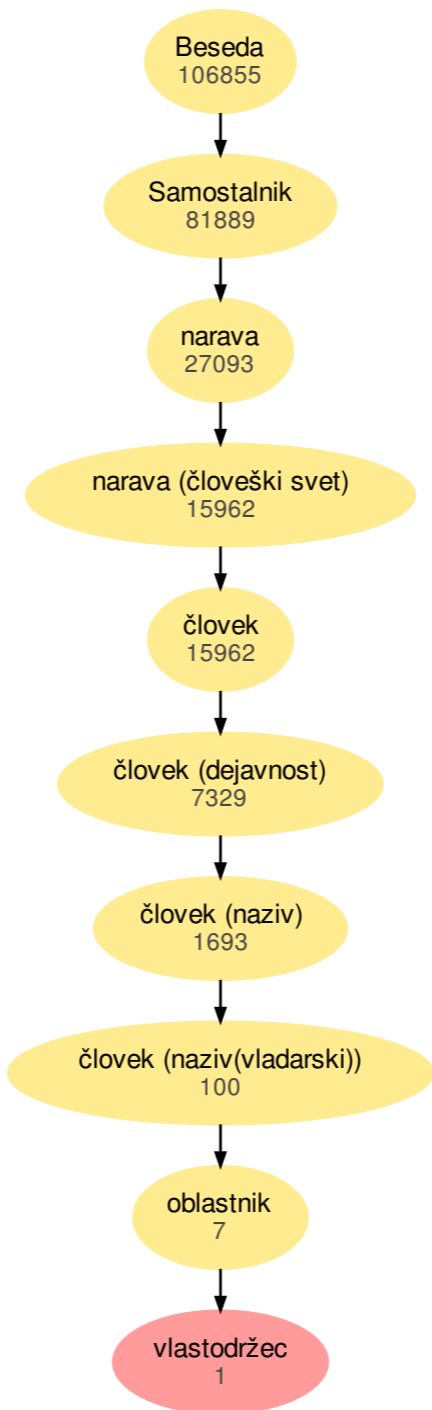 Beseda
106855
Samostalnik
81889
narava
27093
narava (človeški svet)
15962
človek
15962
človek (dejavnost)
7329
človek (naziv)
1693
človek (naziv(vladarski))
100
oblastnik
7
vlastodržec
1